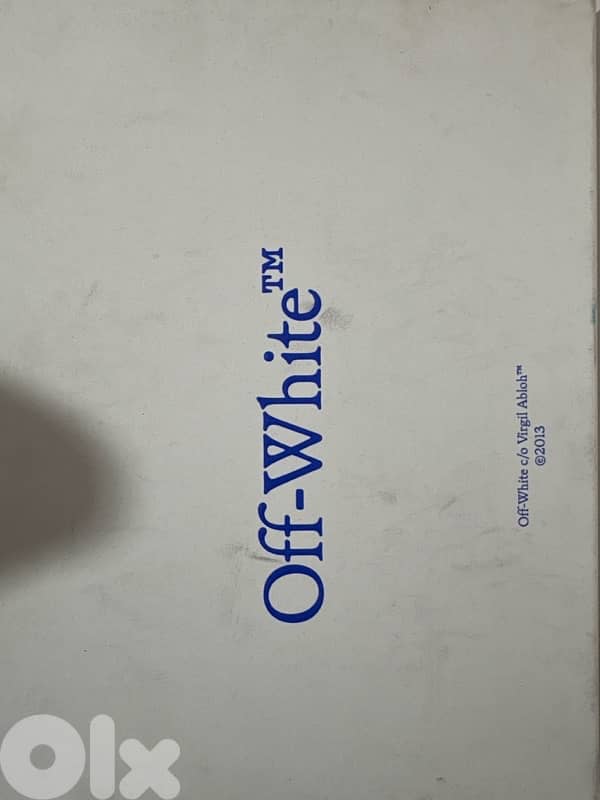 Off-White™
Off-White c/o Virgil Abloh™
©2013
Olx